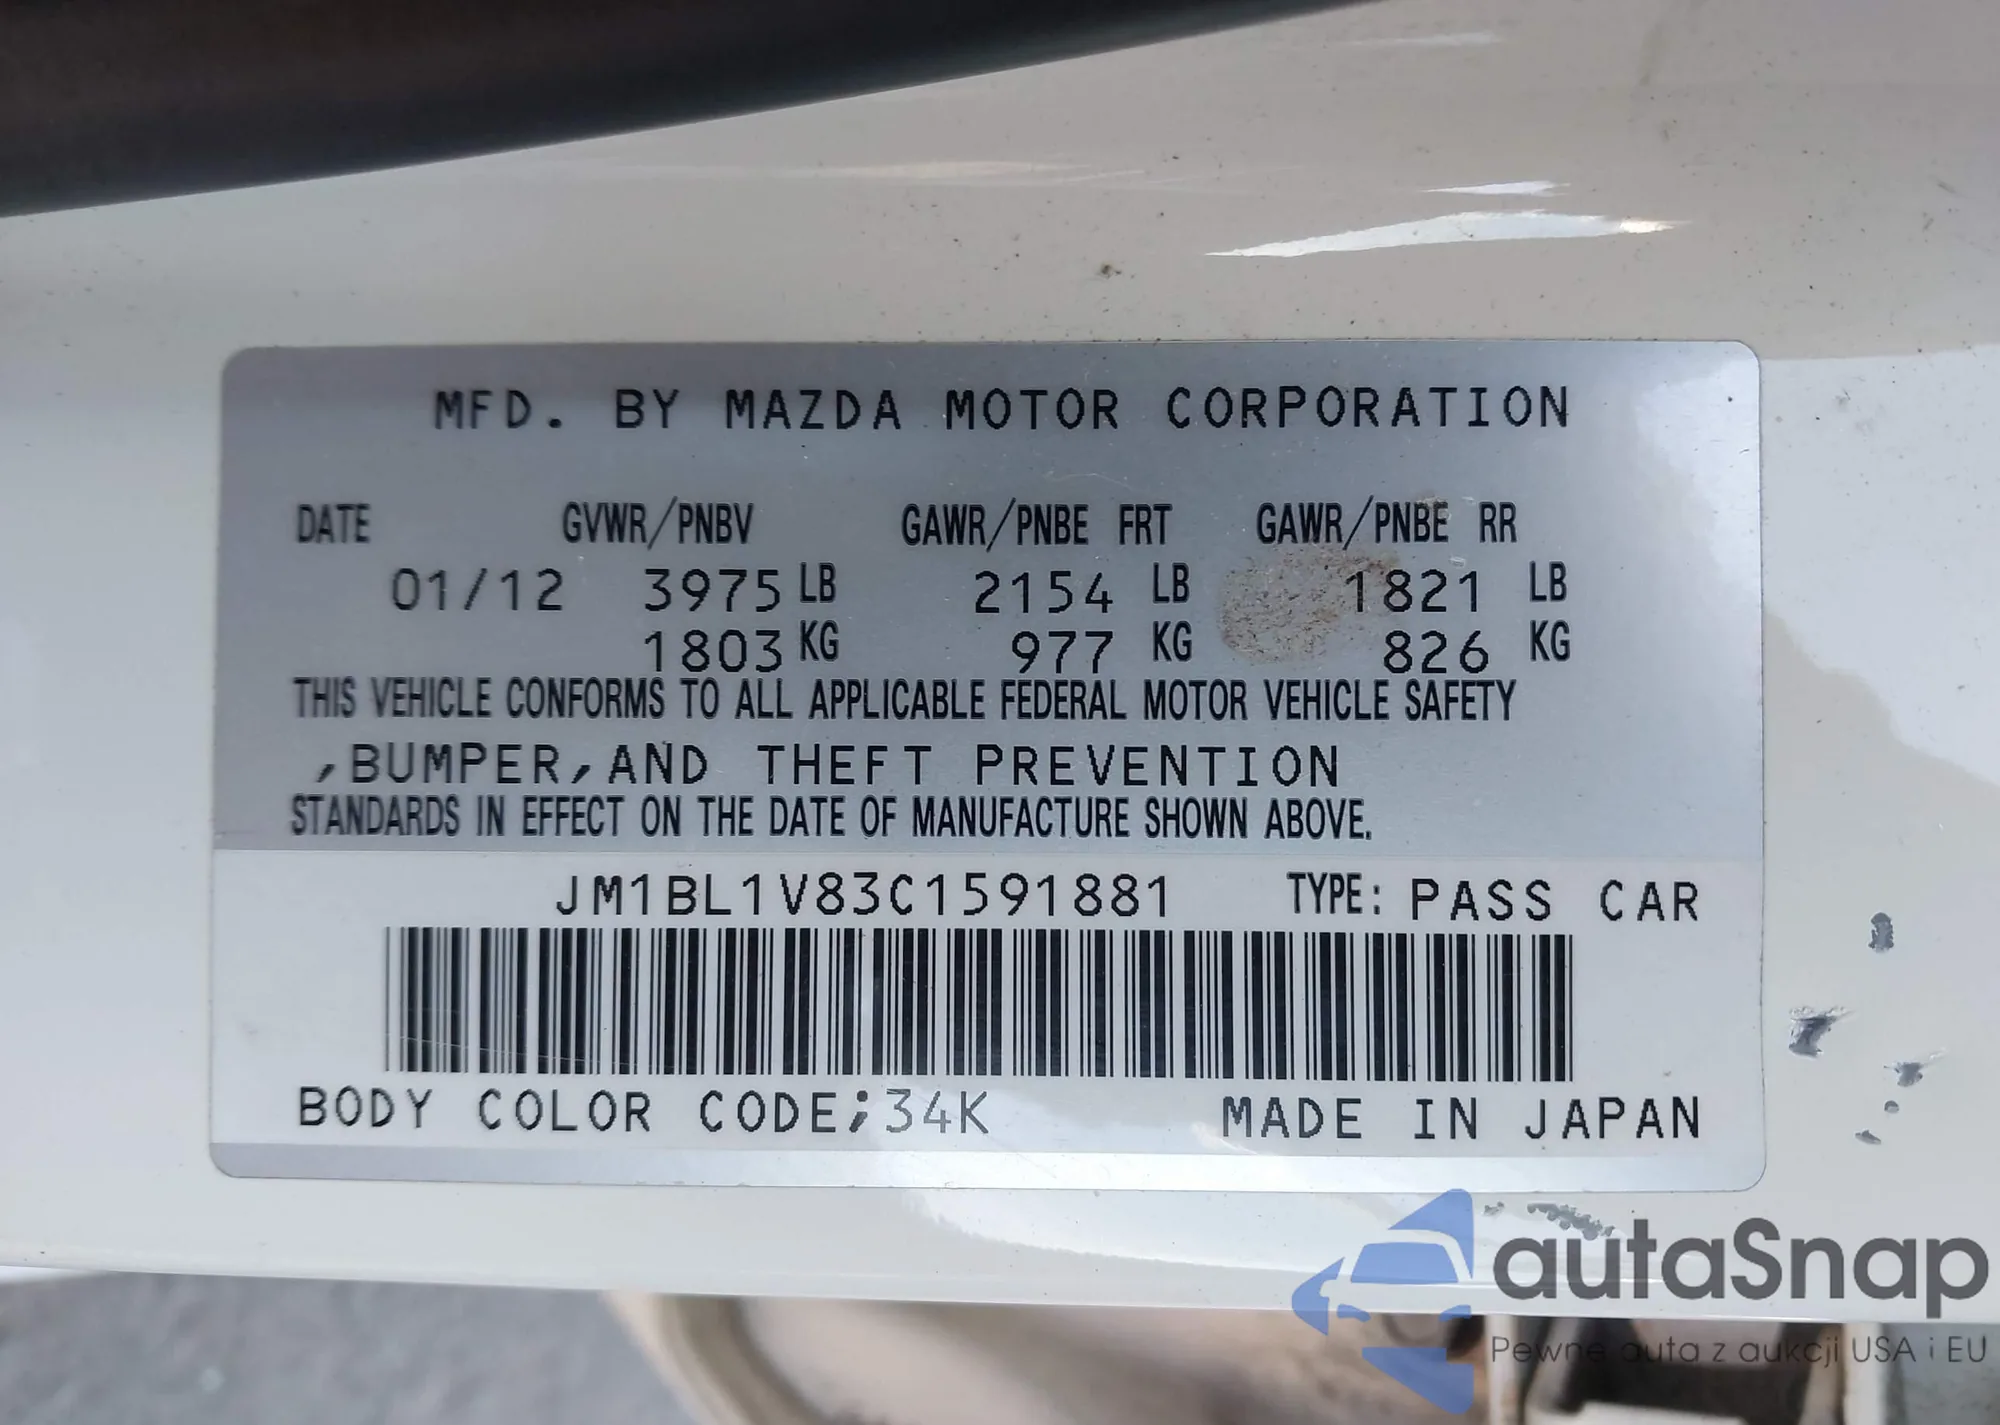 MFD. BY MAZDA MOTOR CORPORATION
DATE GVWR/PNBV GAWR/PNBE FRT GAWR/PNBE RR
01/12 3975 LB 2154 LB 1821 LB
1803 KG 977 KG 826 KG
THIS VEHICLE CONFORMS TO ALL APPLICABLE FEDERAL MOTOR VEHICLE SAFETY
,BUMPER,AND THEFT PREVENTION
STANDARDS IN EFFECT ON THE DATE OF MANUFACTURE SHOWN ABOVE.
JM1BL1V83C1591881 TYPE: PASS CAR
BODY COLOR CODE;34K MADE IN JAPAN
autaSnap
Pewne auta z aukcji USA i EU